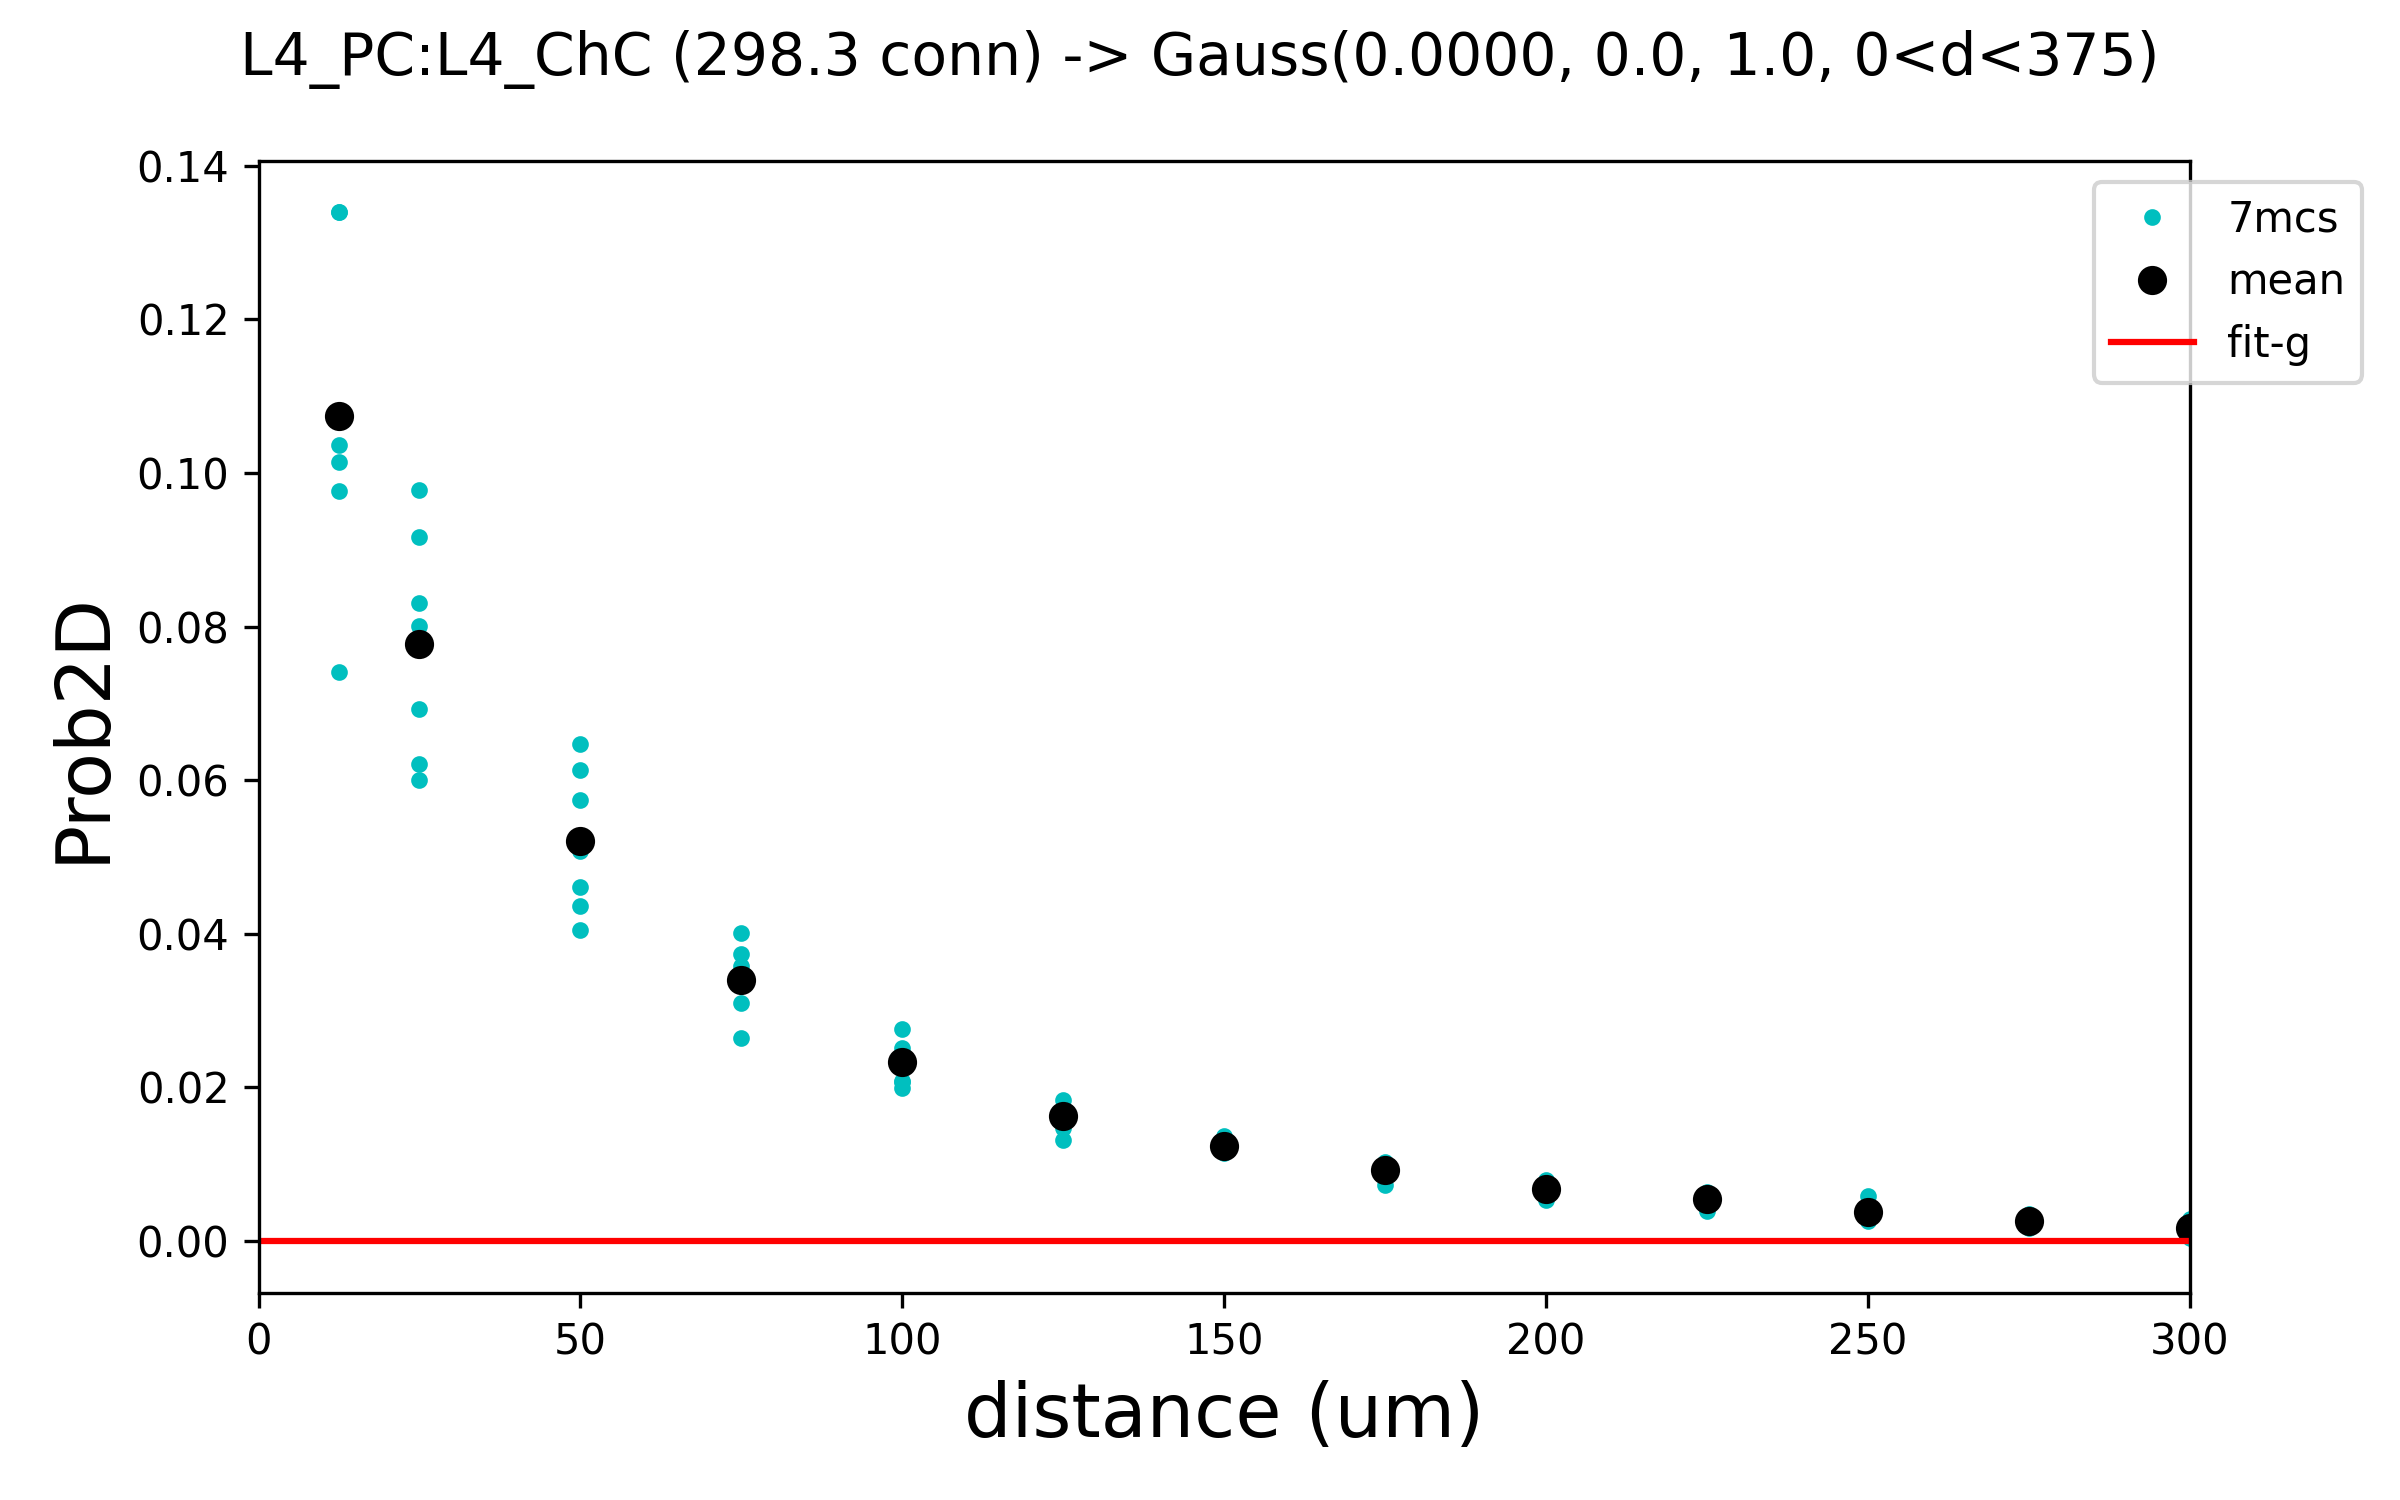 L4_PC:L4_ChC (298.3 conn) -> Gauss(0.0000, 0.0, 1.0, 0<d<375)
0.14
0.12
0.10
0.08
0.06
0.04
0.02
0.00
Prob2D
7mcs
mean
fit-g
0 50 100 150 200 250 300
distance (um)